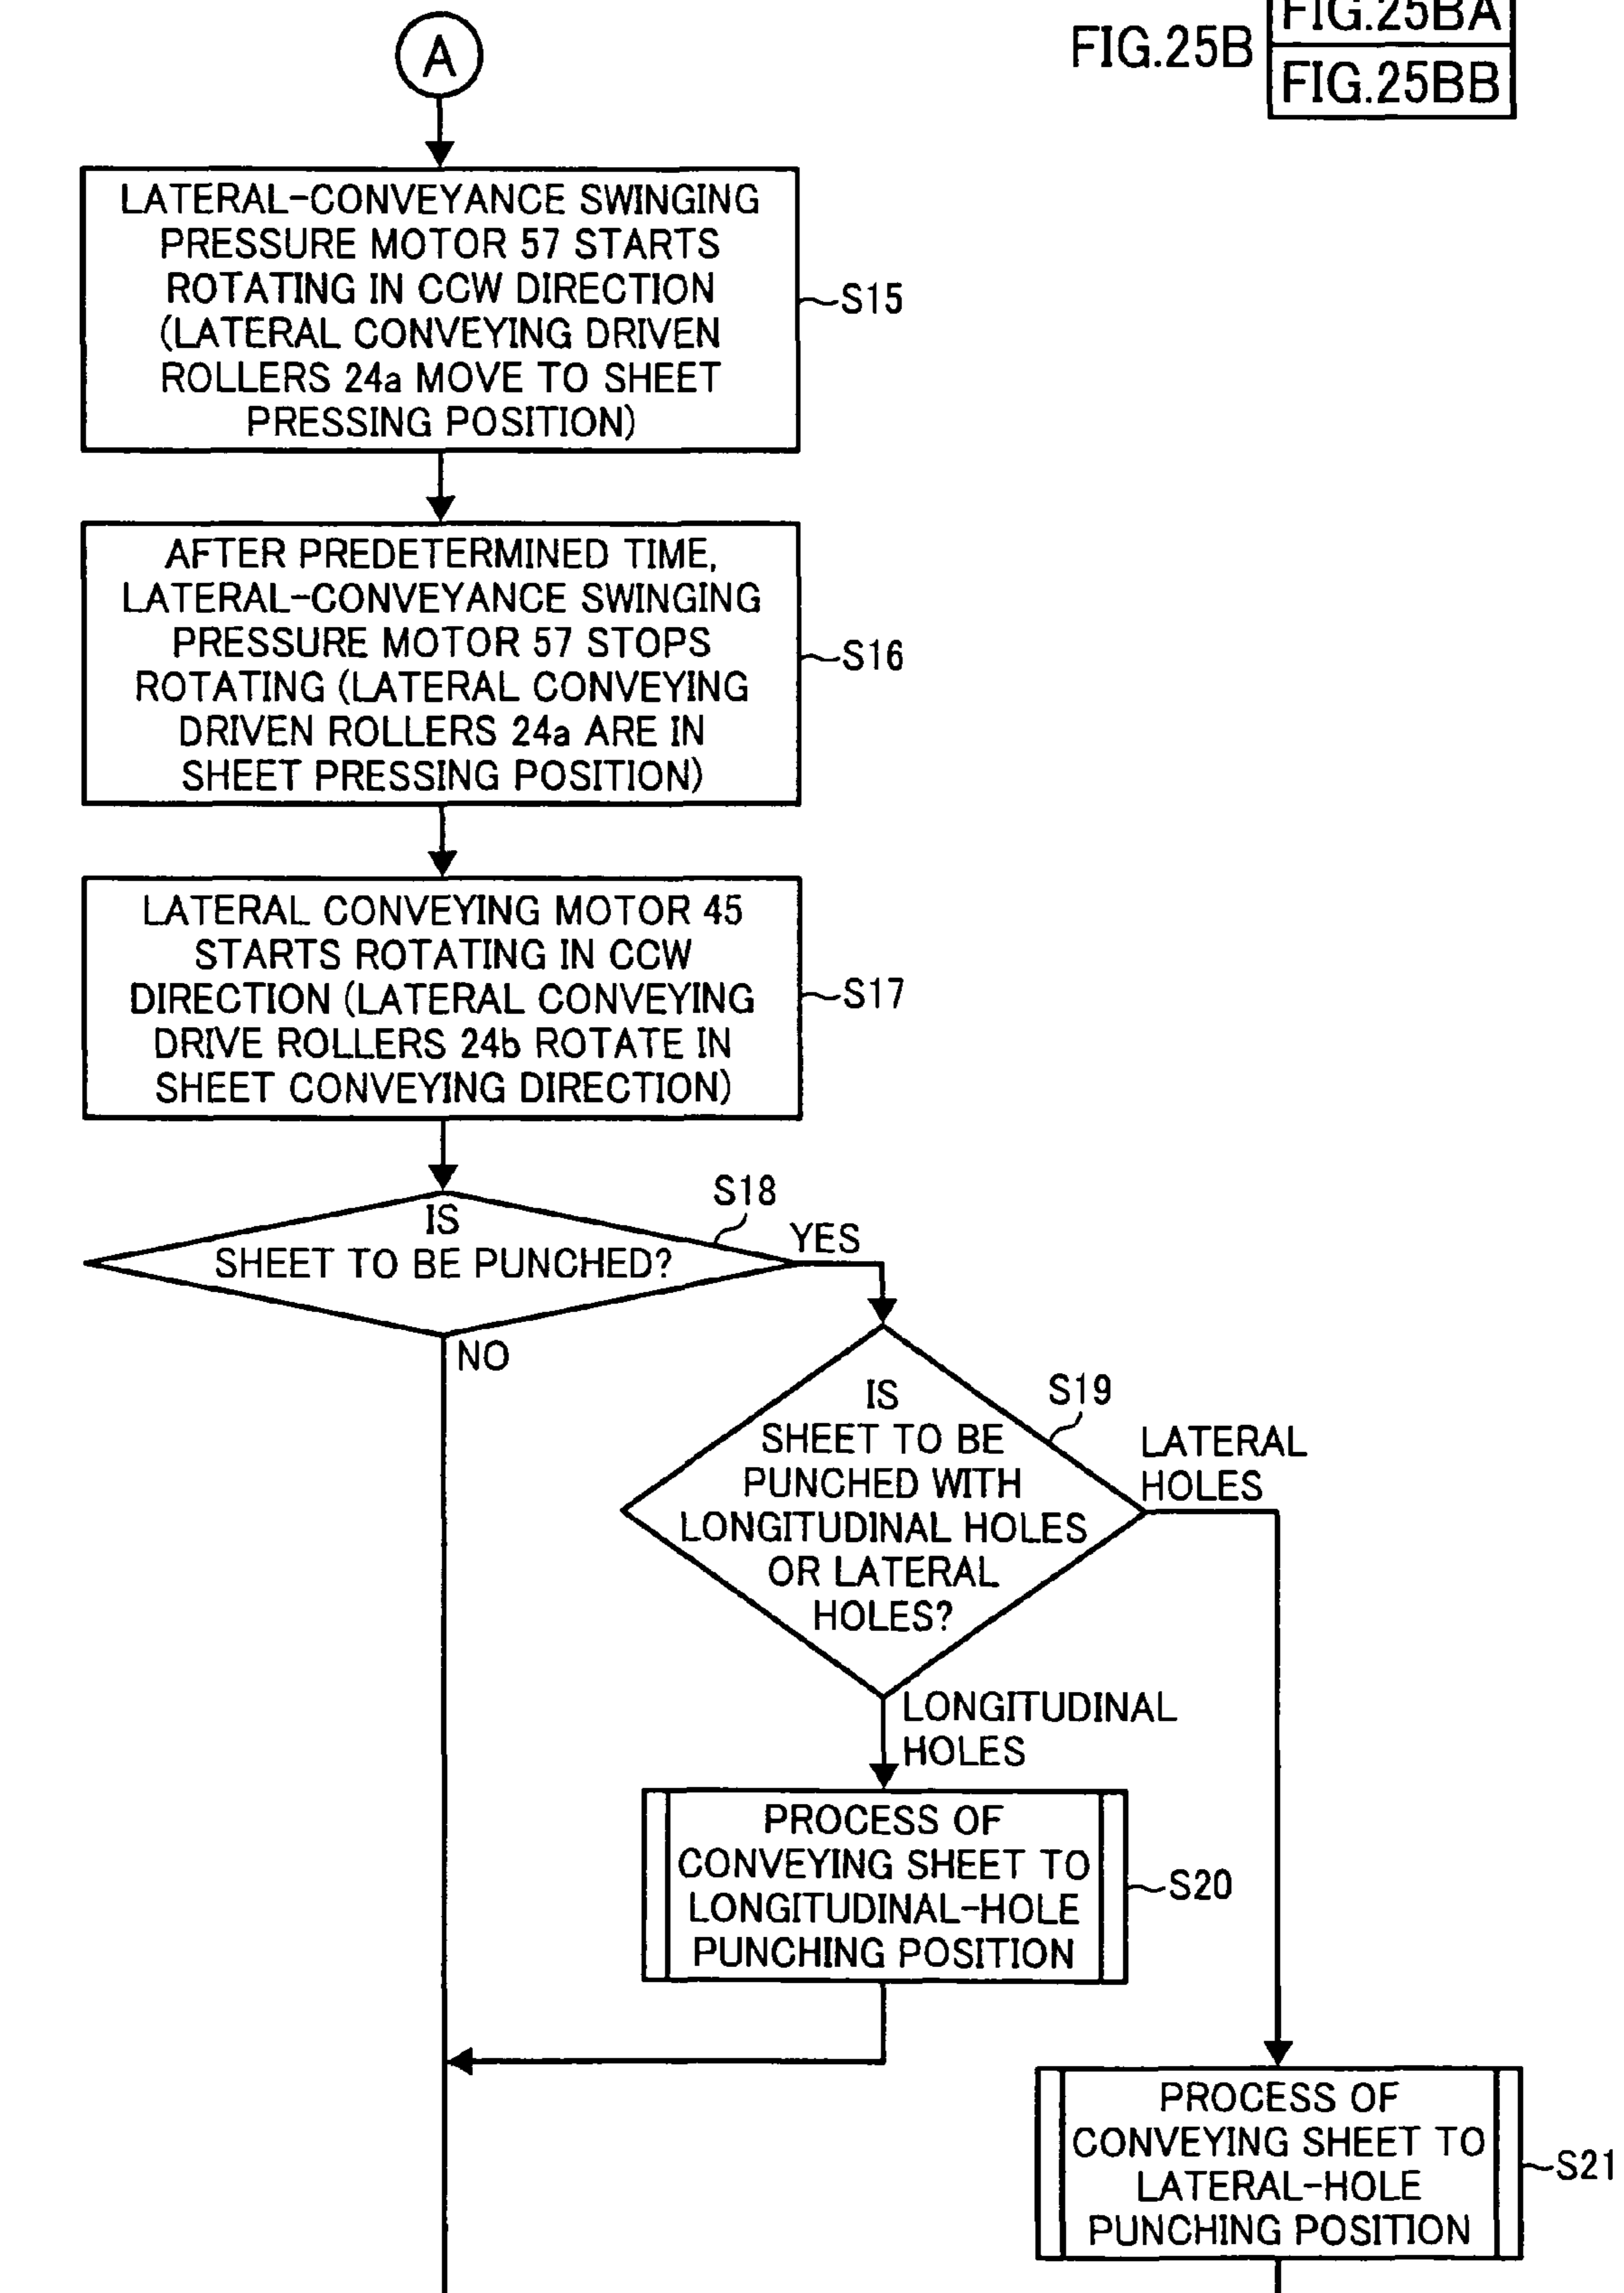 A
FIG.25B
FIG.25BA
FIG.25BB
LATERAL-CONVEYANCE SWINGING
PRESSURE MOTOR 57 STARTS
ROTATING IN CCW DIRECTION
(LATERAL CONVEYING DRIVEN
ROLLERS 24a MOVE TO SHEET
PRESSING POSITION)
S15
AFTER PREDETERMINED TIME,
LATERAL-CONVEYANCE SWINGING
PRESSURE MOTOR 57 STOPS
ROTATING (LATERAL CONVEYING
DRIVEN ROLLERS 24a ARE IN
SHEET PRESSING POSITION)
S16
LATERAL CONVEYING MOTOR 45
STARTS ROTATING IN CCW
DIRECTION (LATERAL CONVEYING
DRIVE ROLLERS 24b ROTATE IN
SHEET CONVEYING DIRECTION)
S17
IS
SHEET TO BE PUNCHED?
S18
YES
NO
IS
SHEET TO BE
PUNCHED WITH
LONGITUDINAL HOLES
OR LATERAL
HOLES?
S19
LATERAL
HOLES
LONGITUDINAL
HOLES
PROCESS OF
CONVEYING SHEET TO
LONGITUDINAL-HOLE
PUNCHING POSITION
S20
PROCESS OF
CONVEYING SHEET TO
LATERAL-HOLE
PUNCHING POSITION
S21